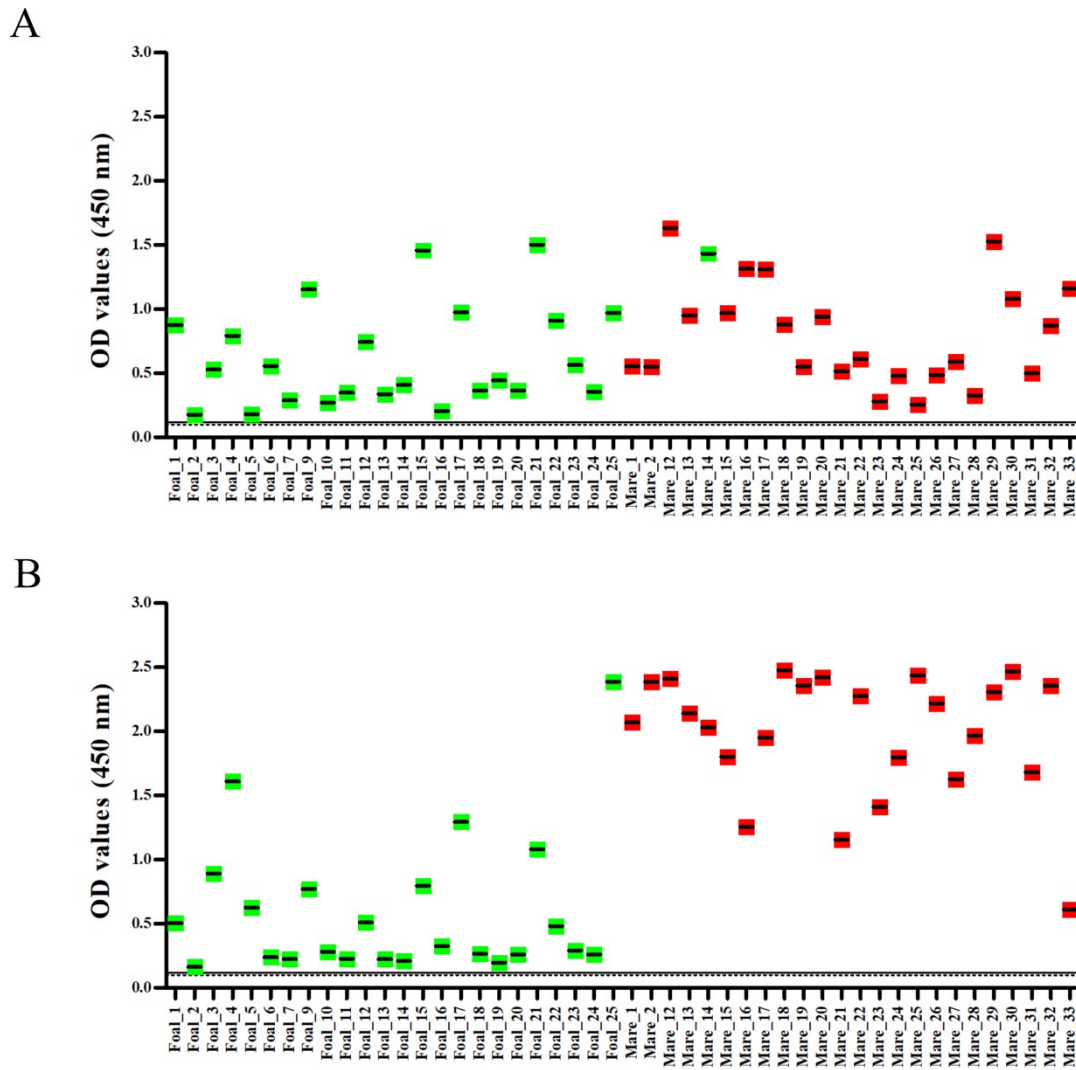 A
OD values (450 nm)
3.0
2.5
2.0
1.5
1.0
0.5
0.0
Foal_1
Foal_2
Foal_3
Foal_4
Foal_5
Foal_6
Foal_7
Foal_9
Foal_10
Foal_11
Foal_12
Foal_13
Foal_14
Foal_15
Foal_16
Foal_17
Foal_18
Foal_19
Foal_20
Foal_21
Foal_22
Foal_23
Foal_24
Foal_25
Mare_1
Mare_2
Mare_12
Mare_13
Mare_14
Mare_15
Mare_16
Mare_17
Mare_18
Mare_19
Mare_20
Mare_21
Mare_22
Mare_23
Mare_24
Mare_25
Mare_26
Mare_27
Mare_28
Mare_29
Mare_30
Mare_31
Mare_32
Mare_33
B
OD values (450 nm)
3.0
2.5
2.0
1.5
1.0
0.5
0.0
Foal_1
Foal_2
Foal_3
Foal_4
Foal_5
Foal_6
Foal_7
Foal_9
Foal_10
Foal_11
Foal_12
Foal_13
Foal_14
Foal_15
Foal_16
Foal_17
Foal_18
Foal_19
Foal_20
Foal_21
Foal_22
Foal_23
Foal_24
Foal_25
Mare_1
Mare_2
Mare_12
Mare_13
Mare_14
Mare_15
Mare_16
Mare_17
Mare_18
Mare_19
Mare_20
Mare_21
Mare_22
Mare_23
Mare_24
Mare_25
Mare_26
Mare_27
Mare_28
Mare_29
Mare_30
Mare_31
Mare_32
Mare_33